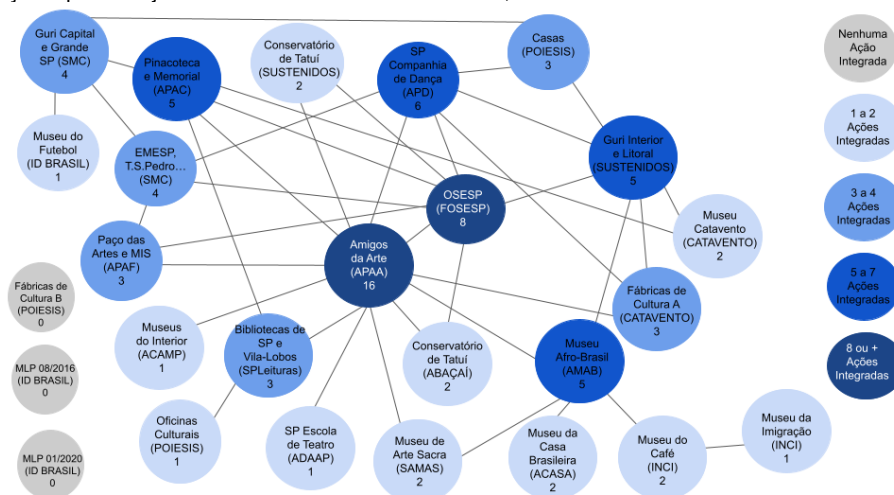 Guri Capital
e Grande
SP (SMC)
4
Pinacoteca
e Memorial
(APAC)
5
Conservatório
de Tatuí
(SUSTENIDOS)
2
SP
Companhia
de Dança
(APD)
6
Casas
(POIESIS)
3
Nenhuma
Ação
Integrada
Museu do
Futebol
(ID BRASIL)
1
EMESP,
T.S.Pedro…
(SMC)
4
Guri Interior
e Litoral
(SUSTENIDOS)
5
1 a 2
Ações
Integradas
OSESP
(FOSESP)
8
Museu
Catavento
(CATAVENTO)
2
3 a 4
Ações
Integradas
Paço das
Artes e MIS
(APAF)
3
Amigos
da Arte
(APAA)
16
Fábricas de
Cultura B
(POIESIS)
0
Fábricas de
Cultura A
(CATAVENTO)
3
5 a 7
Ações
Integradas
Museus
do Interior
(ACAMP)
1
Bibliotecas de
SP e
Vila-Lobos
(SPLeituras)
3
Conservatório
de Tatuí
(ABAÇAÍ)
2
Museu
Afro-Brasil
(AMAB)
5
8 ou +
Ações
Integradas
MLP 08/2016
(ID BRASIL)
0
Oficinas
Culturais
(POIESIS)
1
SP Escola
de Teatro
(ADAAP)
1
Museu de
Arte Sacra
(SAMAS)
2
Museu da
Casa
Brasileira
(ACASA)
2
Museu do
Café
(INCI)
2
Museu da
Imigração
(INCI)
1
MLP 01/2020
(ID BRASIL)
0